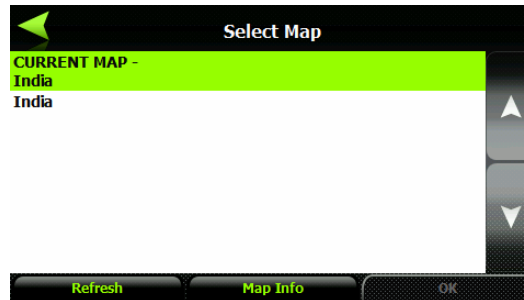 Select Map
CURRENT MAP -
India
India
Refresh Map Info OK